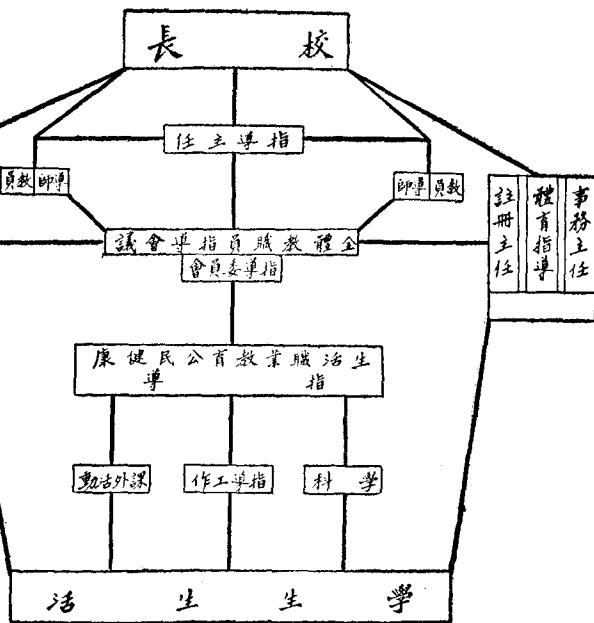 校長
指導主任
教員 導師
導師 教員
事務主任
體育指導
註冊主任
全體教職員指導會議
指導委員會
生活職業教育公民健康
指導
學科
指導工作
課外活動
學生生活